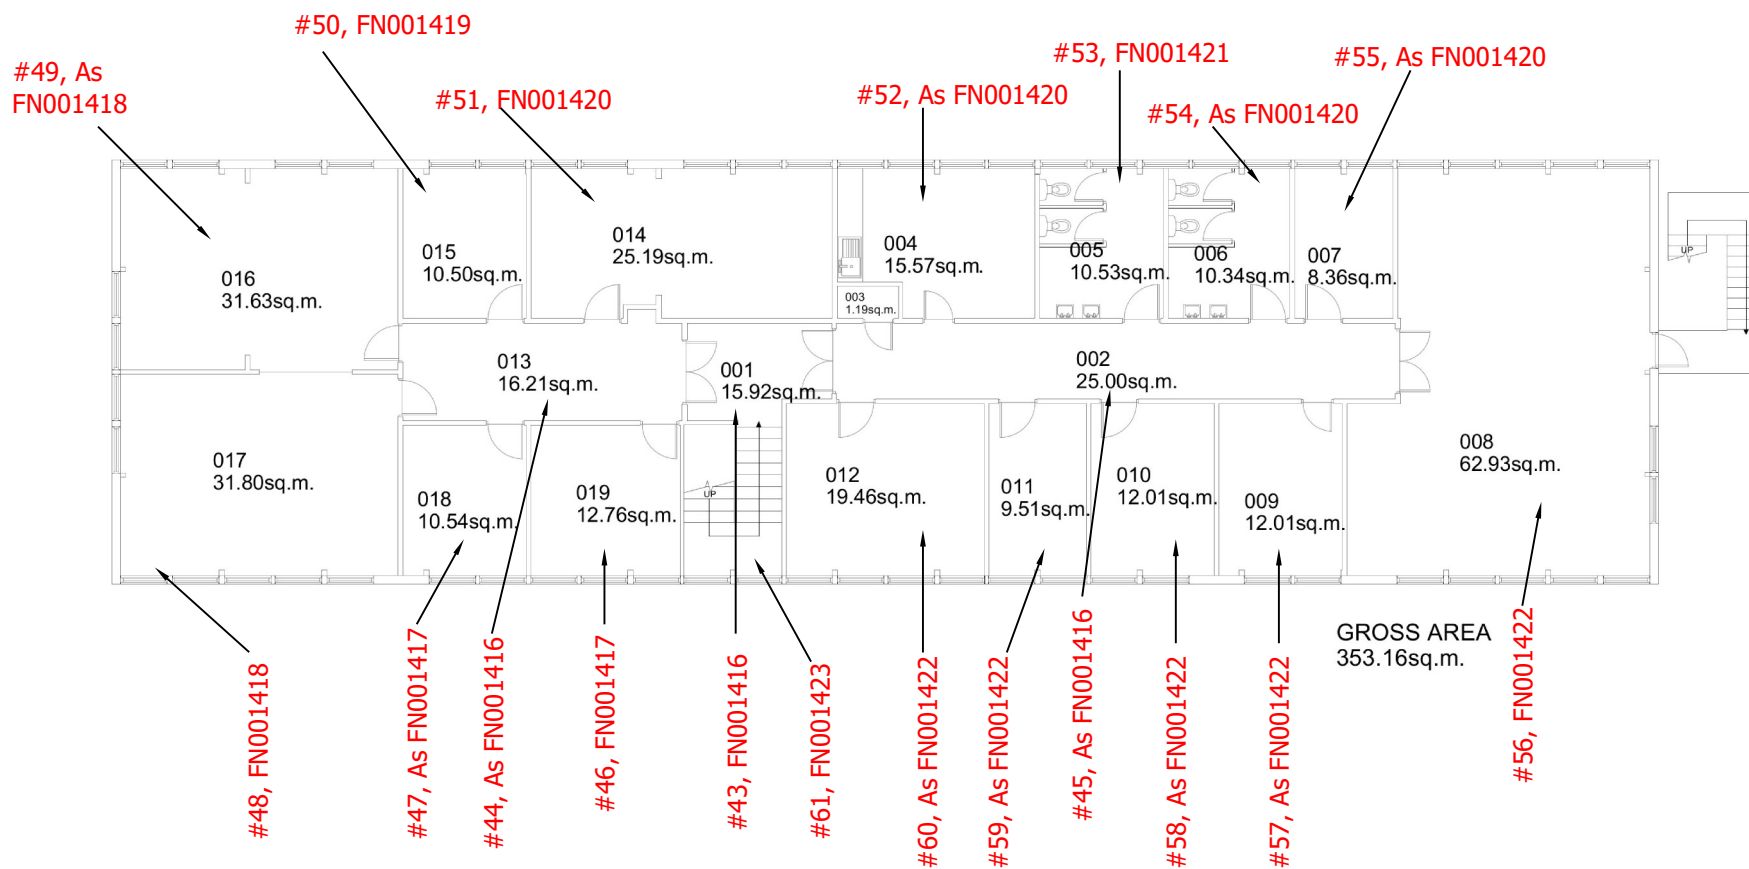 #50, FN001419
#49, As
FN001418
#51, FN001420
#52, As FN001420
#53, FN001421
#54, As FN001420
#55, As FN001420
016
31.63sq.m.
015
10.50sq.m.
014
25.19sq.m.
004
15.57sq.m.
003
1.19sq.m.
005
10.53sq.m.
006
10.34sq.m.
007
8.36sq.m.
UP
013
16.21sq.m.
001
15.92sq.m.
002
25.00sq.m.
008
62.93sq.m.
017
31.80sq.m.
018
10.54sq.m.
019
12.76sq.m.
UP
012
19.46sq.m.
011
9.51sq.m.
010
12.01sq.m.
009
12.01sq.m.
GROSS AREA
353.16sq.m.
#48, FN001418
#47, As FN001417
#44, As FN001416
#46, FN001417
#43, FN001416
#61, FN001423
#60, As FN001422
#59, As FN001422
#45, As FN001416
#58, As FN001422
#57, As FN001422
#56, FN001422